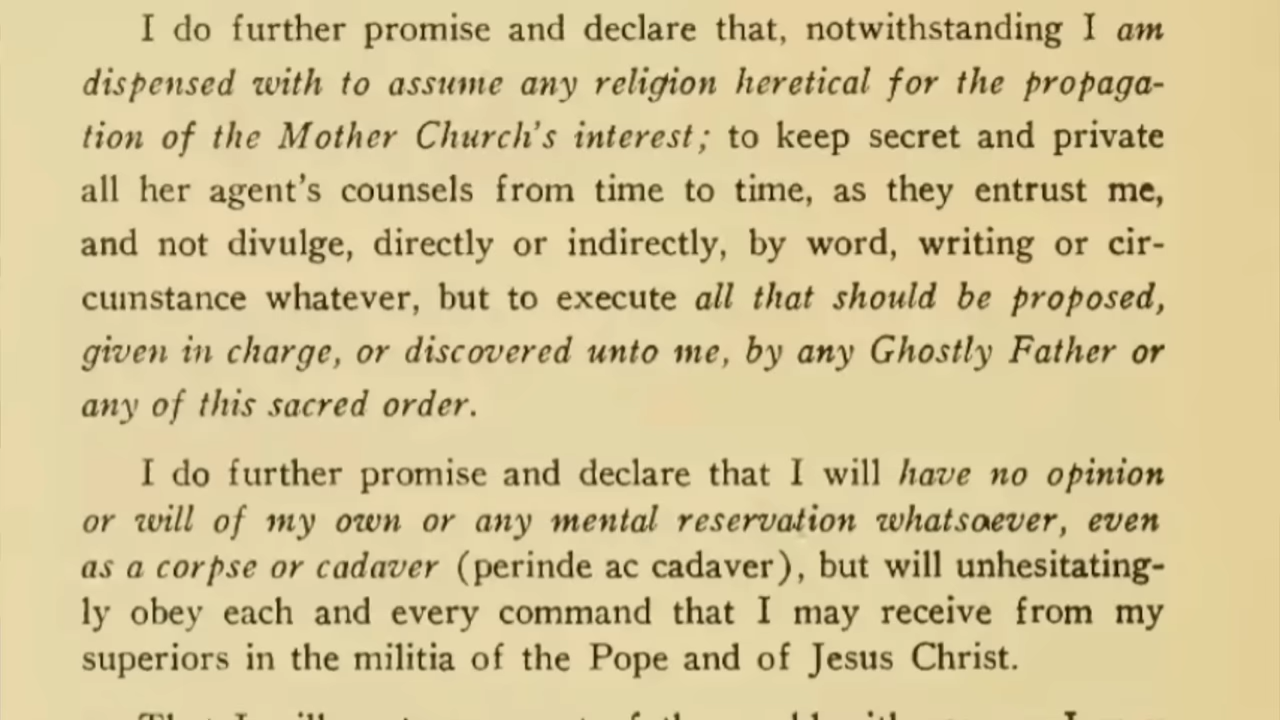 I do further promise and declare that, notwithstanding I am
dispensed with to assume any religion heretical for the propaga-
tion of the Mother Church's interest; to keep secret and private
all her agent's counsels from time to time, as they entrust me,
and not divulge, directly or indirectly, by word, writing or cir-
cumstance whatever, but to execute all that should be proposed,
given in charge, or discovered unto me, by any Ghostly Father or
any of this sacred order.
I do further promise and declare that I will have no opinion
or will of my own or any mental reservation whatsoever, even
as a corpse or cadaver (perinde ac cadaver), but will unhesitating-
ly obey each and every command that I may receive from my
superiors in the militia of the Pope and of Jesus Christ.